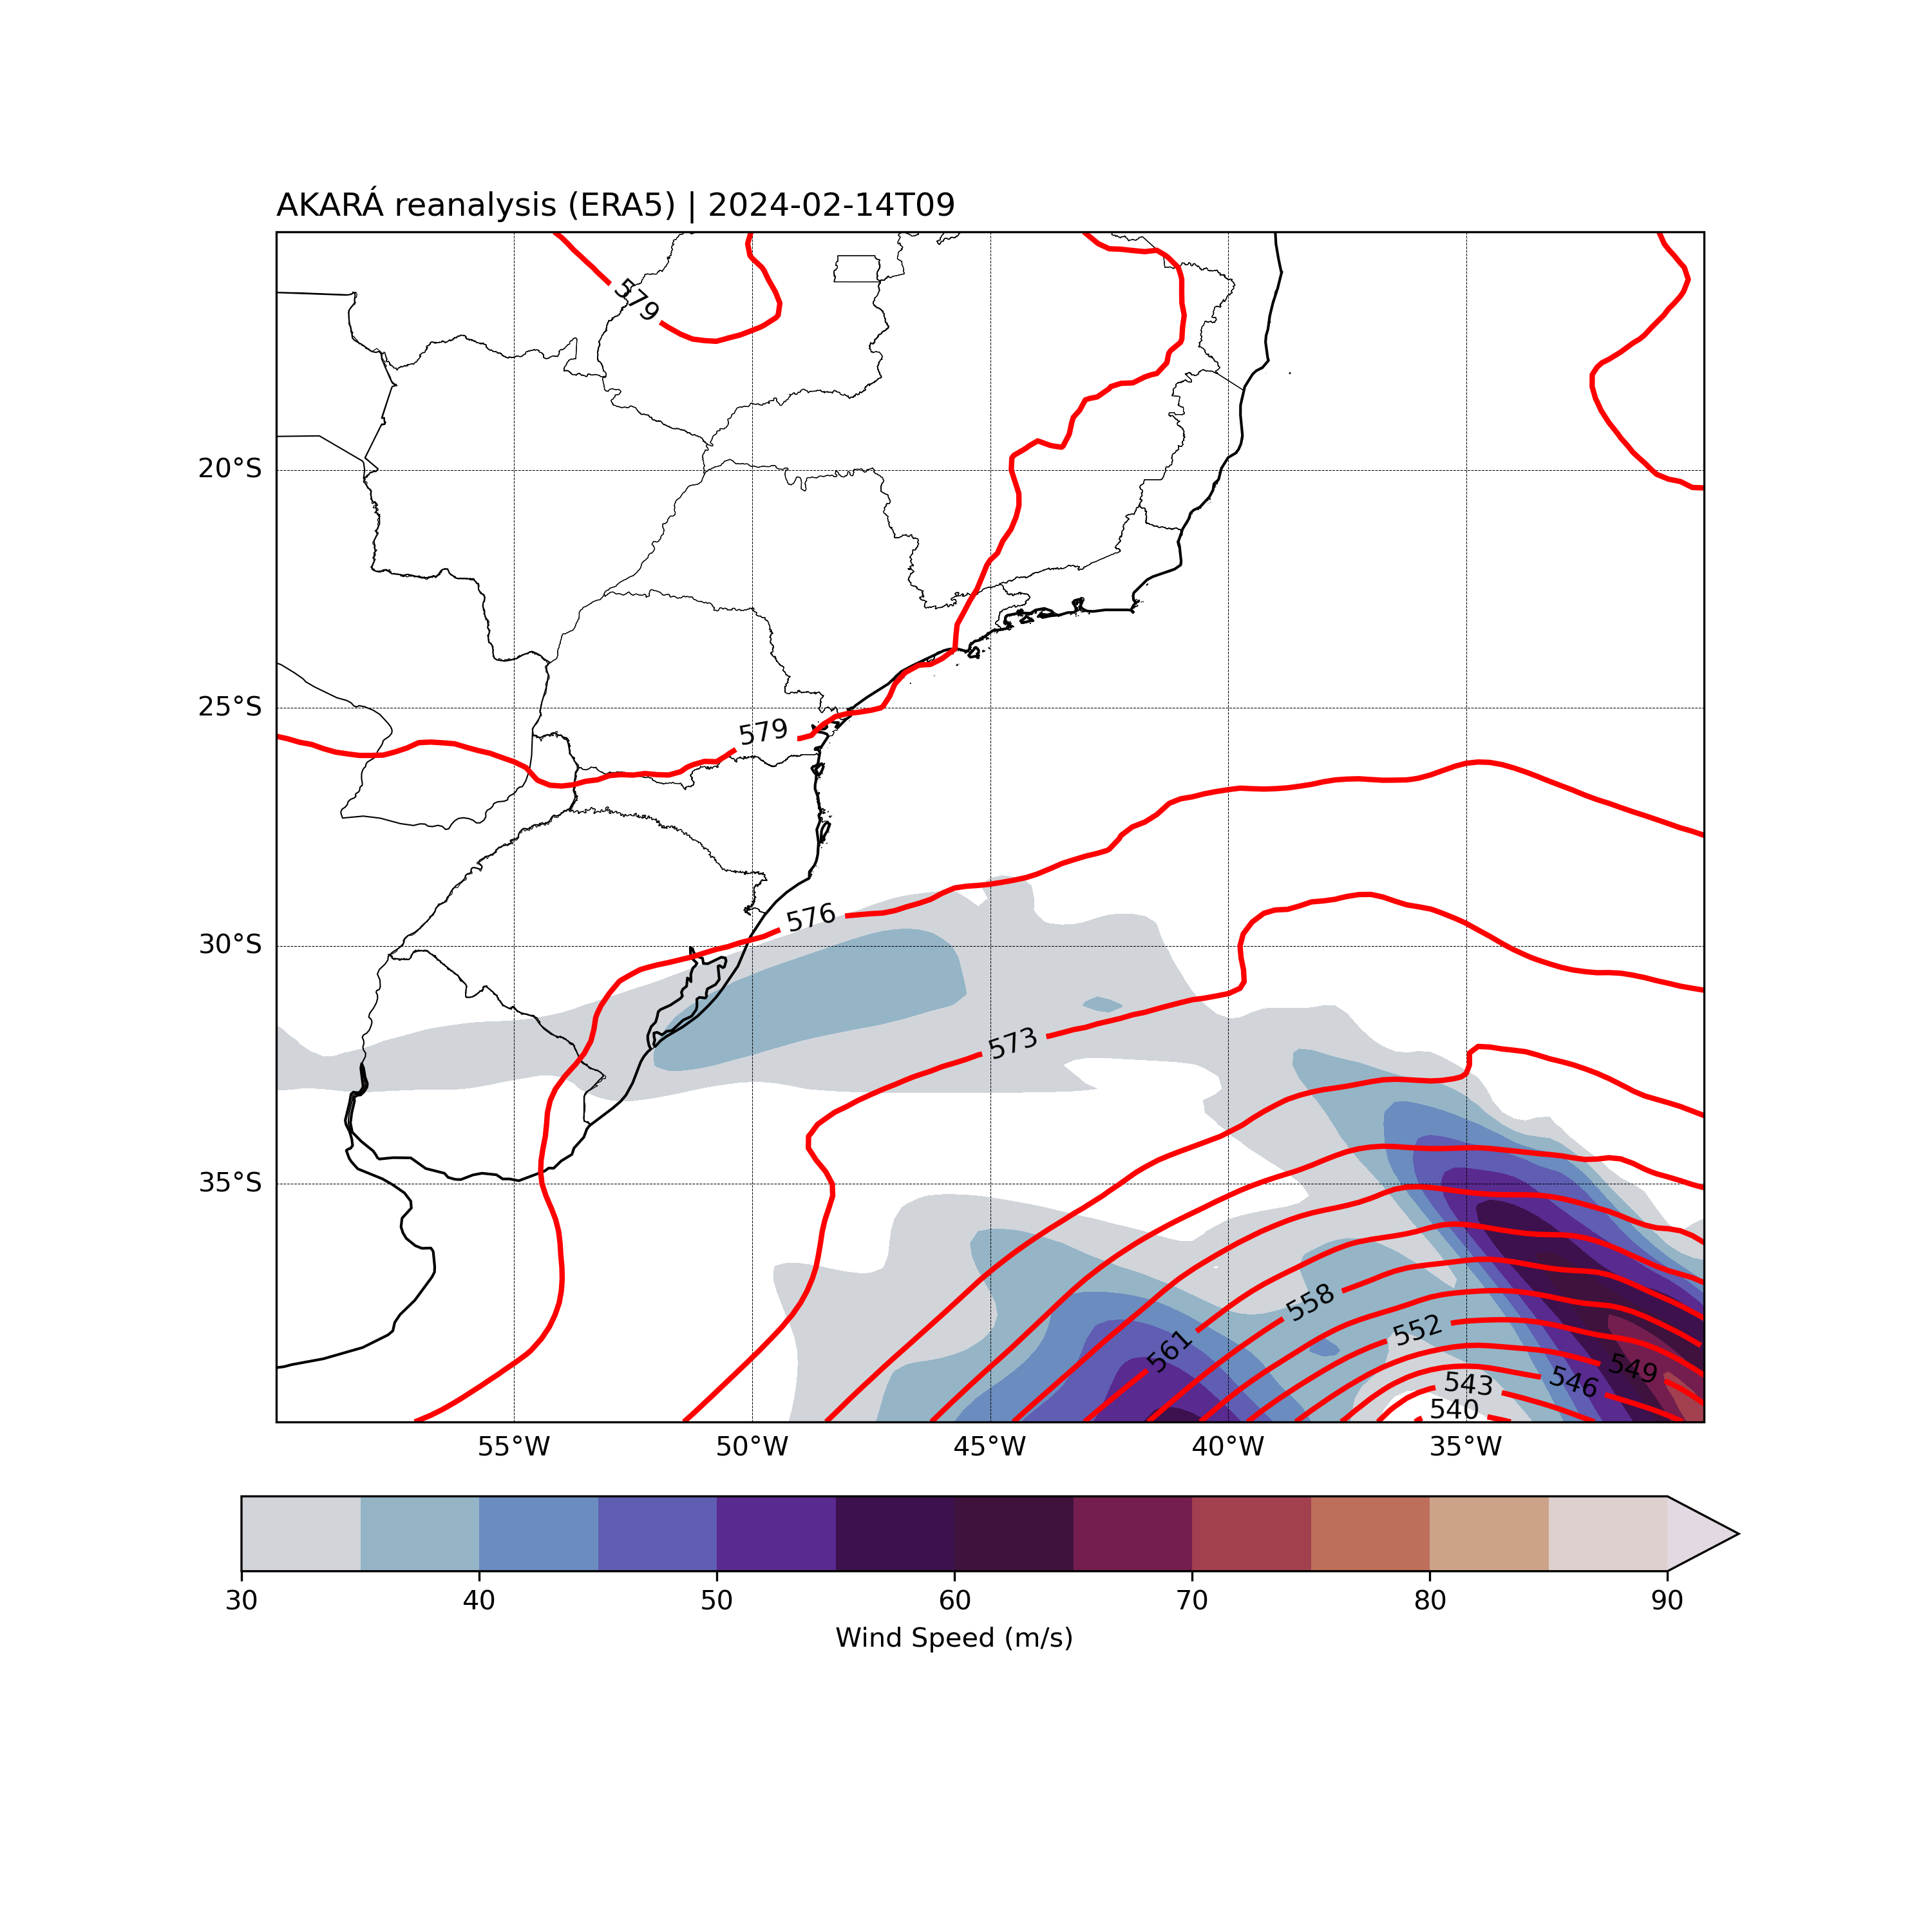 AKARÁ reanalysis (ERA5) | 2024-02-14T09
579
20°S
25°S
579
576
30°S
573
35°S
558
561
552
549
546
543
540
55°W 50°W 45°W 40°W 35°W
30 40 50 60 70 80 90
Wind Speed (m/s)